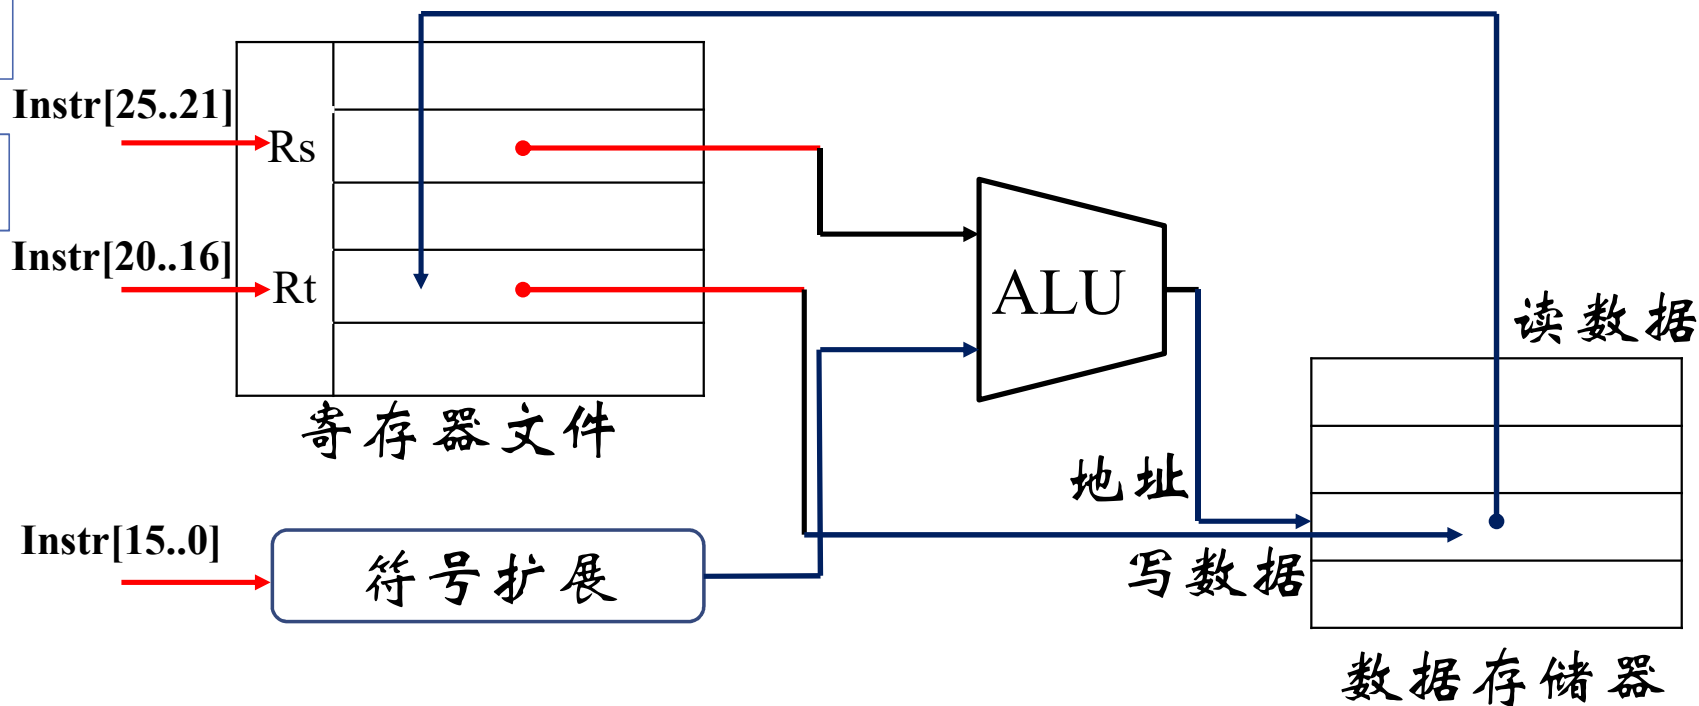 Instr[25..21]
Rs
Instr[20..16]
Rt
ALU
读数据
寄存器文件
地址
Instr[15..0]
符号扩展
写数据
数据存储器